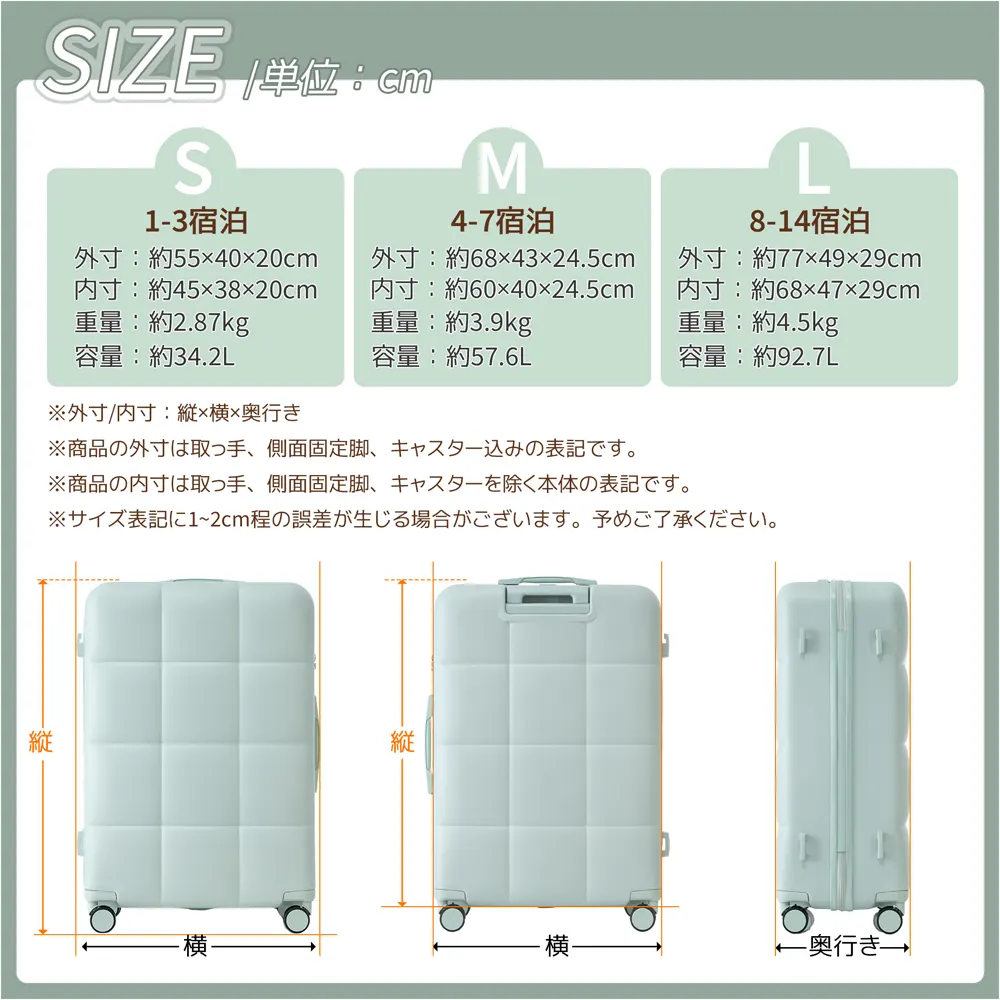 SIZE /単位：cm
S
1-3宿泊
外寸：約55×40×20cm
内寸：約45×38×20cm
重量：約2.87kg
容量：約34.2L
M
4-7宿泊
外寸：約68×43×24.5cm
内寸：約60×40×24.5cm
重量：約3.9kg
容量：約57.6L
L
8-14宿泊
外寸：約77×49×29cm
内寸：約68×47×29cm
重量：約4.5kg
容量：約92.7L
※外寸/内寸：縦×横×奥行き
※商品の外寸は取っ手、側面固定脚、キャスター込みの表記です。
※商品の内寸は取っ手、側面固定脚、キャスターを除く本体の表記です。
※サイズ表記に1~2cm程の誤差が生じる場合がございます。予めご了承ください。
縦
横
縦
横
奥行き